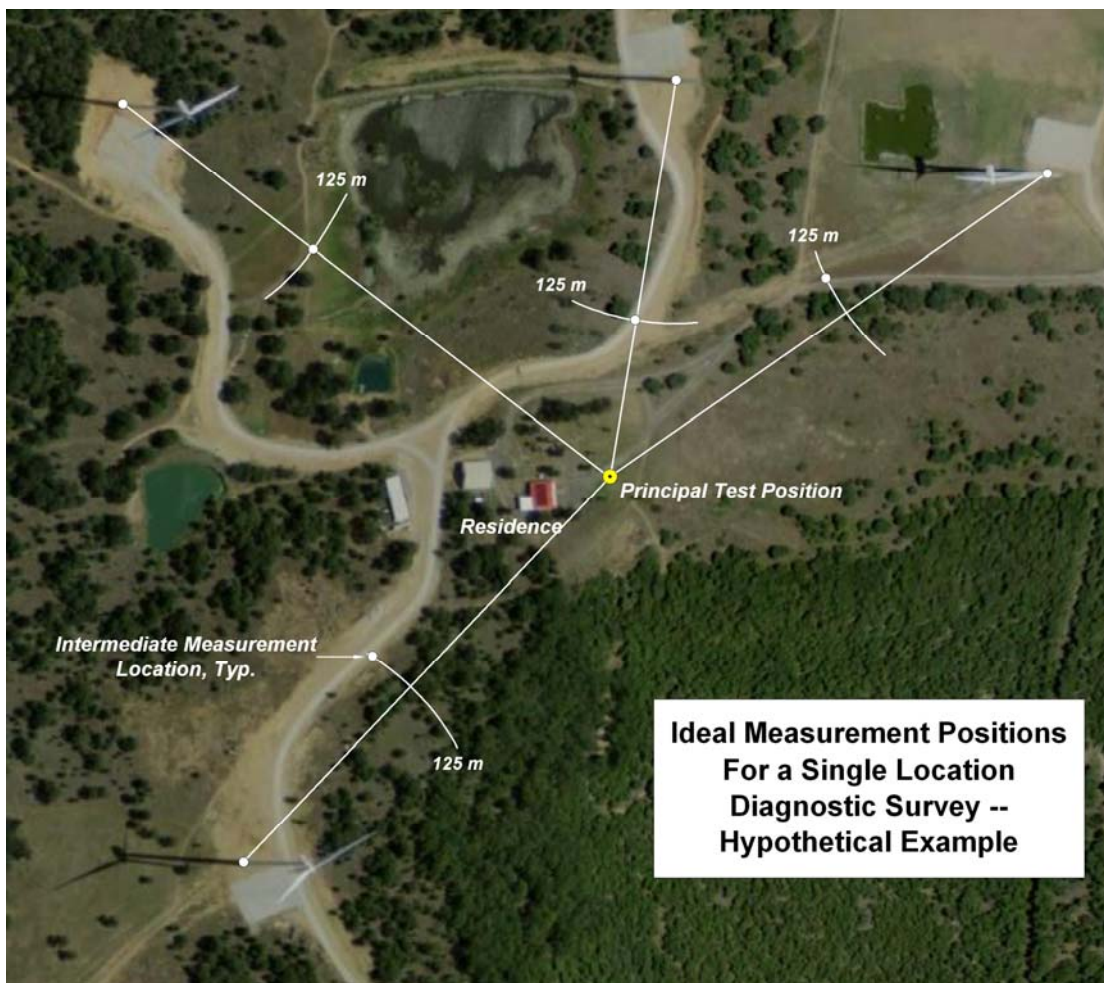 125 m
125 m
125 m
Principal Test Position
Residence
Intermediate Measurement
Location, Typ.
125 m
Ideal Measurement Positions
For a Single Location
Diagnostic Survey --
Hypothetical Example